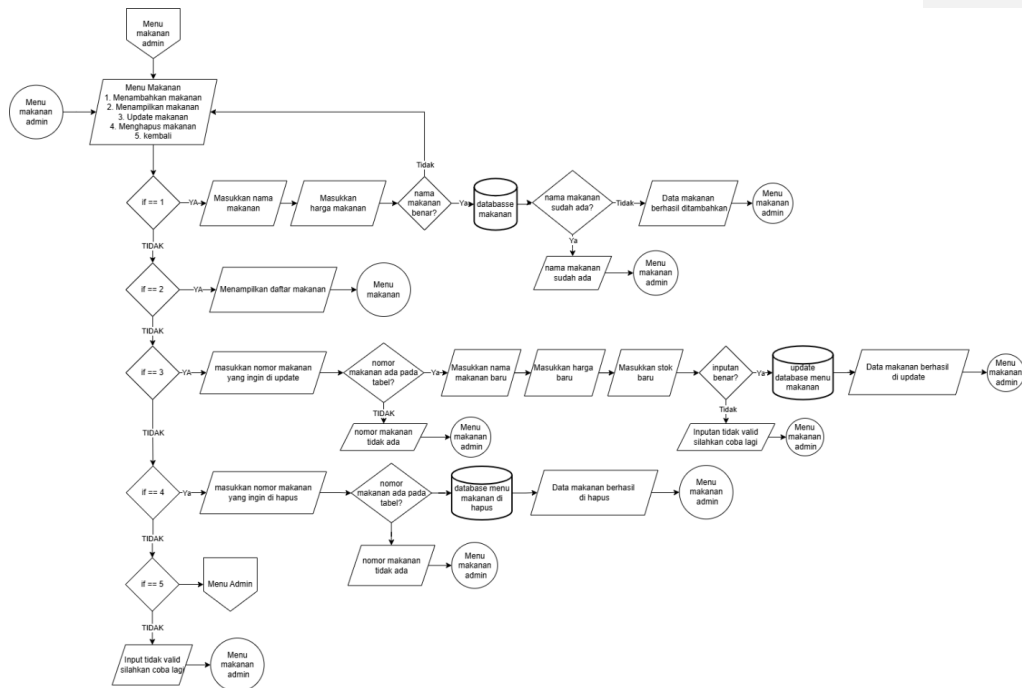 Menu
makanan
admin
Menu
makanan
admin
Menu Makanan
1. Menambahkan makanan
2. Menampilkan makanan
3. Update makanan
4. Menghapus makanan
5. kembali
Tidak
if == 1
YA
Masukkan nama
makanan
Masukkan
harga makanan
nama
makanan
benar?
Ya
databasse
makanan
nama makanan
sudah ada?
Tidak
Data makanan
berhasil ditambahkan
Menu
makanan
admin
Ya
nama makanan
sudah ada
Menu
makanan
admin
TIDAK
if == 2
YA
Menampilkan daftar makanan
Menu
makanan
TIDAK
if == 3
YA
masukkan nomor makanan
yang ingin di update
nomor
makanan ada pada
tabel?
Ya
Masukkan nama
makanan baru
Masukkan harga
baru
Masukkan stok
baru
inputan
benar?
Ya
update
database menu
makanan
Data makanan berhasil
di update
Menu
makanan
admin
TIDAK
nomor makanan
tidak ada
Menu
makanan
admin
Tidak
Inputan tidak valid
silahkan coba lagi
Menu
makanan
admin
TIDAK
if == 4
Ya
masukkan nomor makanan
yang ingin di hapus
nomor
makanan ada pada
tabel?
database menu
makanan di
hapus
Data makanan berhasil
di hapus
Menu
makanan
admin
nomor makanan
tidak ada
Menu
makanan
admin
TIDAK
if == 5
Menu Admin
TIDAK
Input tidak valid
silahkan coba lagi
Menu
makanan
admin